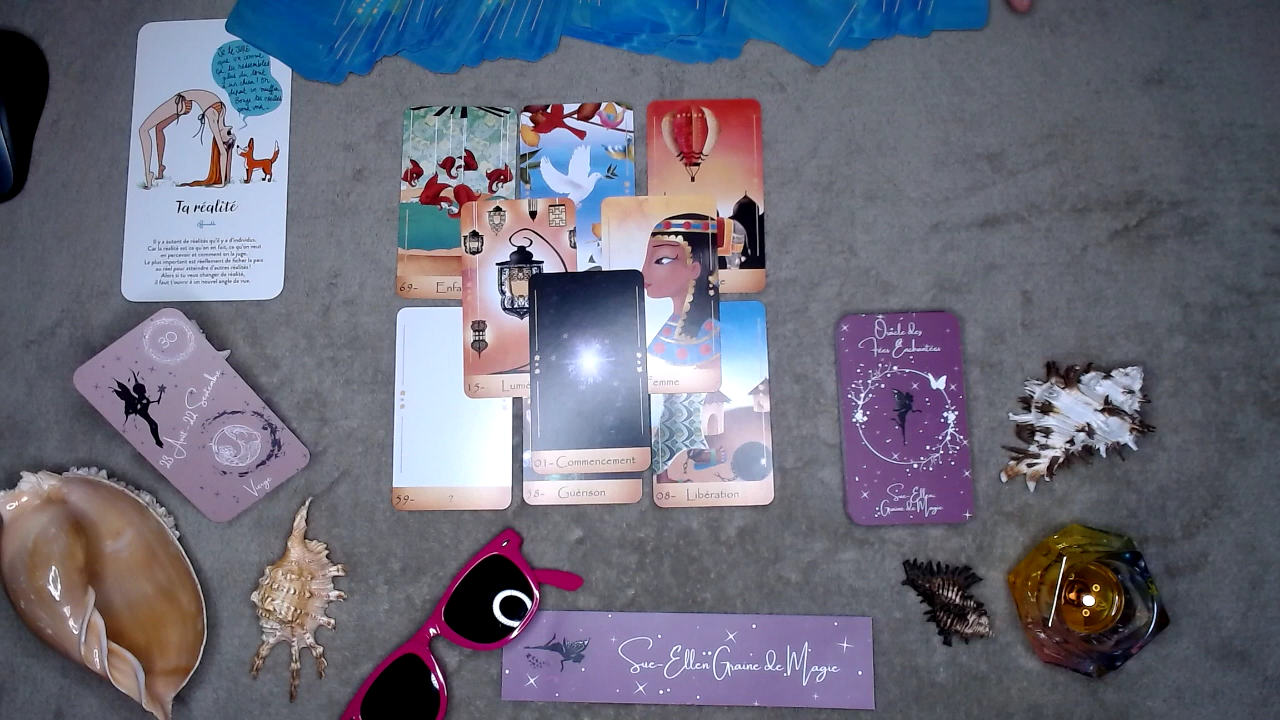 Ta réalité
Il y a autant de réalités qu'il y a d'individus.
Car la réalité est ce qu'on en fait, ce qu'on veut
en percevoir et comment on la juge.
Le plus important est réellement de ficher la paix
au réel pour atteindre d'autres réalités!
Alors si tu veux changer de réalité,
il faut t'ouvrir à un nouvel angle de vue.
30
23 Août 22 Septembre
Vierge
69- Enfa
15- Lumi
emme
59- ?
01- Commencement
38- Guérison
08- Libération
Oracle des
Fées Enchantées
Sue-Ellen
Graine de Magie
Sue-Ellen Graine de Magie